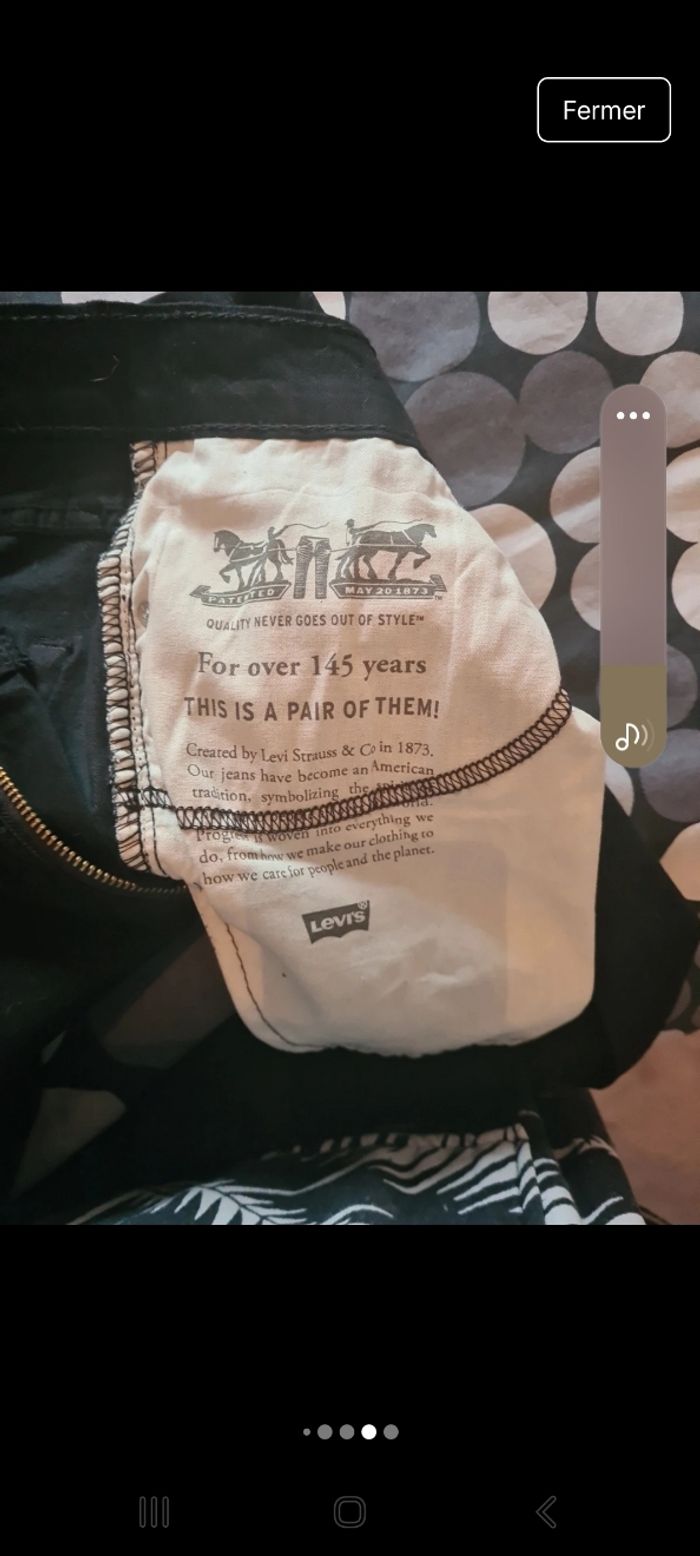 Fermer
PATENTED
MAY 20 1873
QUALITY NEVER GOES OUT OF STYLE™
For over 145 years
THIS IS A PAIR OF THEM!
Created by Levi Strauss & Co in 1873.
Our jeans have become an American
tradition, symbolizing the
Progress is woven into everything we
do, from how we make our clothing to
how we care for people and the planet.
Levi's®